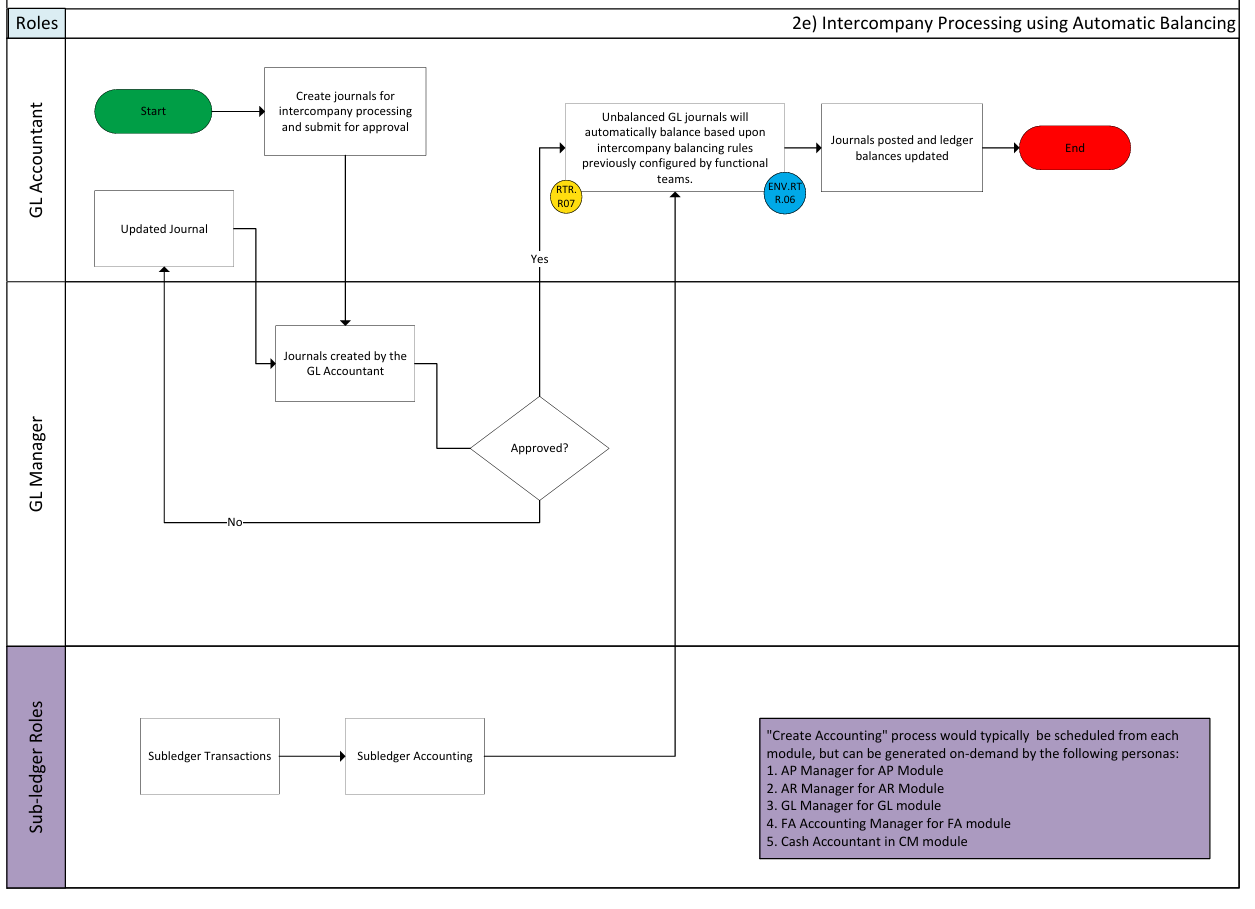 Roles
2e) Intercompany Processing using Automatic Balancing
GL Accountant
Start
Create journals for
intercompany processing
and submit for approval
Unbalanced GL journals will
automatically balance based upon
intercompany balancing rules
previously configured by functional
teams.
RTR.
R07
ENV.RT
R.06
Journals posted and ledger
balances updated
End
Updated Journal
Yes
GL Manager
Journals created by the
GL Accountant
Approved?
No
Sub-ledger Roles
Subledger Transactions
Subledger Accounting
"Create Accounting" process would typically  be scheduled from each
module, but can be generated on-demand by the following personas:
1. AP Manager for AP Module
2. AR Manager for AR Module
3. GL Manager for GL module
4. FA Accounting Manager for FA module
5. Cash Accountant in CM module